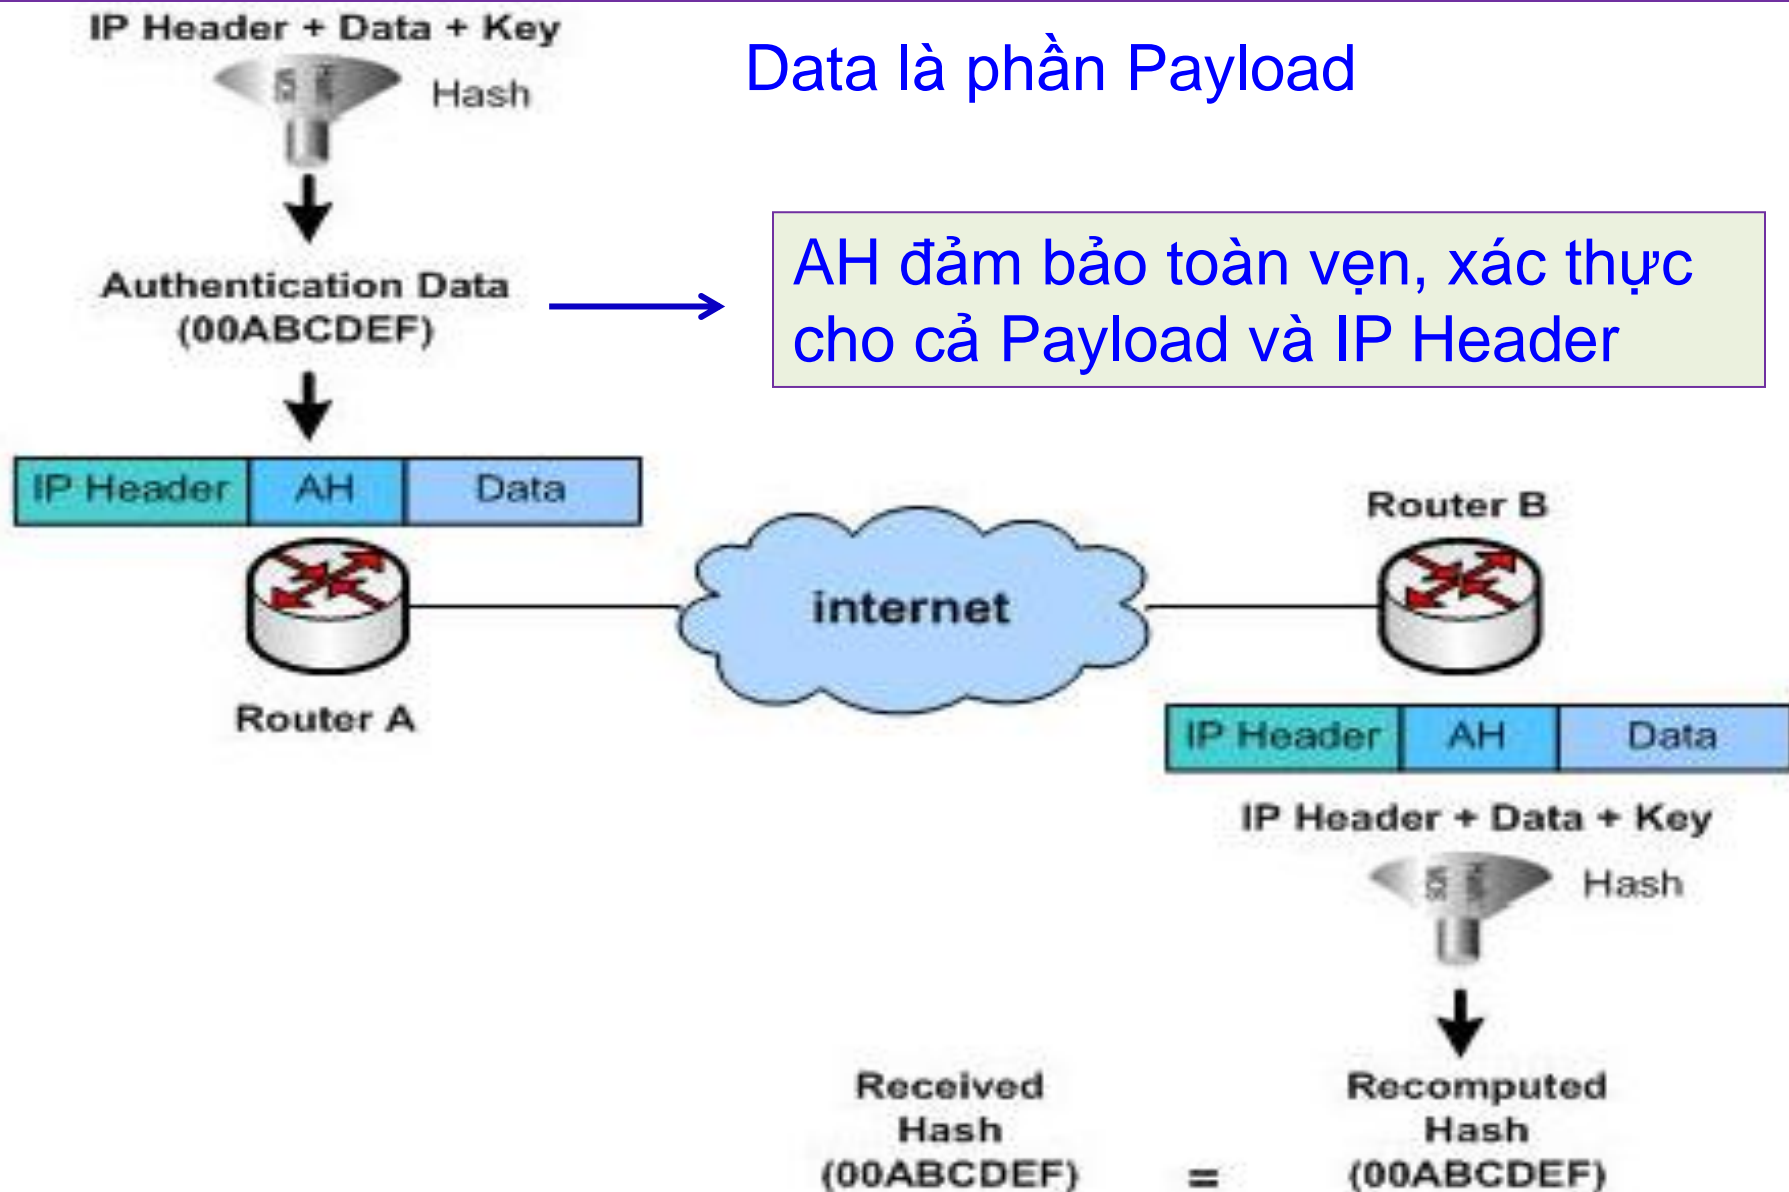 IP Header + Data + Key
Hash
Data là phần Payload
Authentication Data
(00ABCDEF)
AH đảm bảo toàn vẹn, xác thực
cho cả Payload và IP Header
IP Header AH Data
Router A
internet
Router B
IP Header AH Data
IP Header + Data + Key
Hash
Received
Hash
(00ABCDEF)
=
Recomputed
Hash
(00ABCDEF)